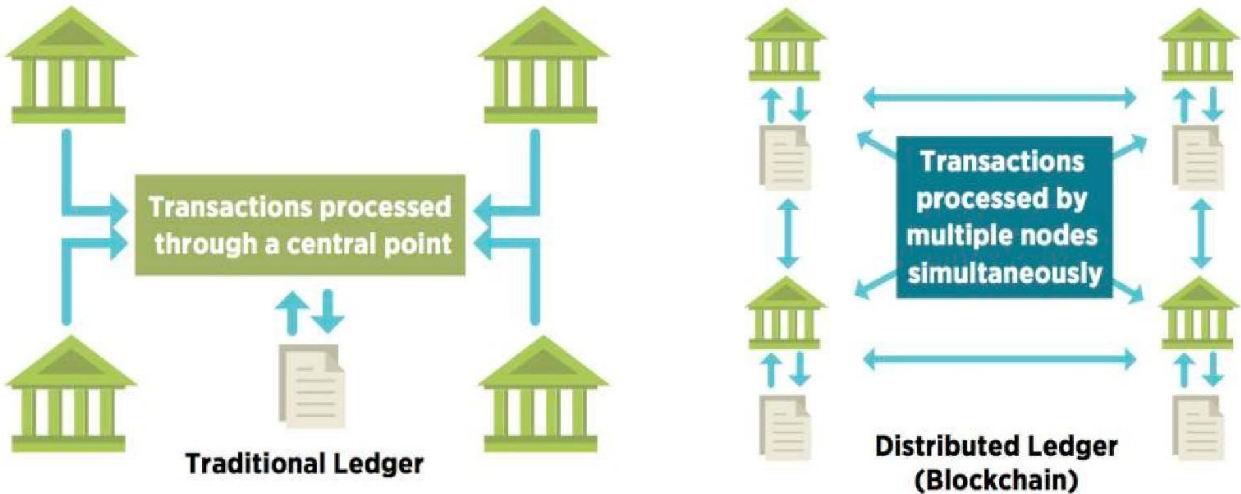 Transactions processed
through a central point
Traditional Ledger
Transactions
processed by
multiple nodes
simultaneously
Distributed Ledger
(Blockchain)